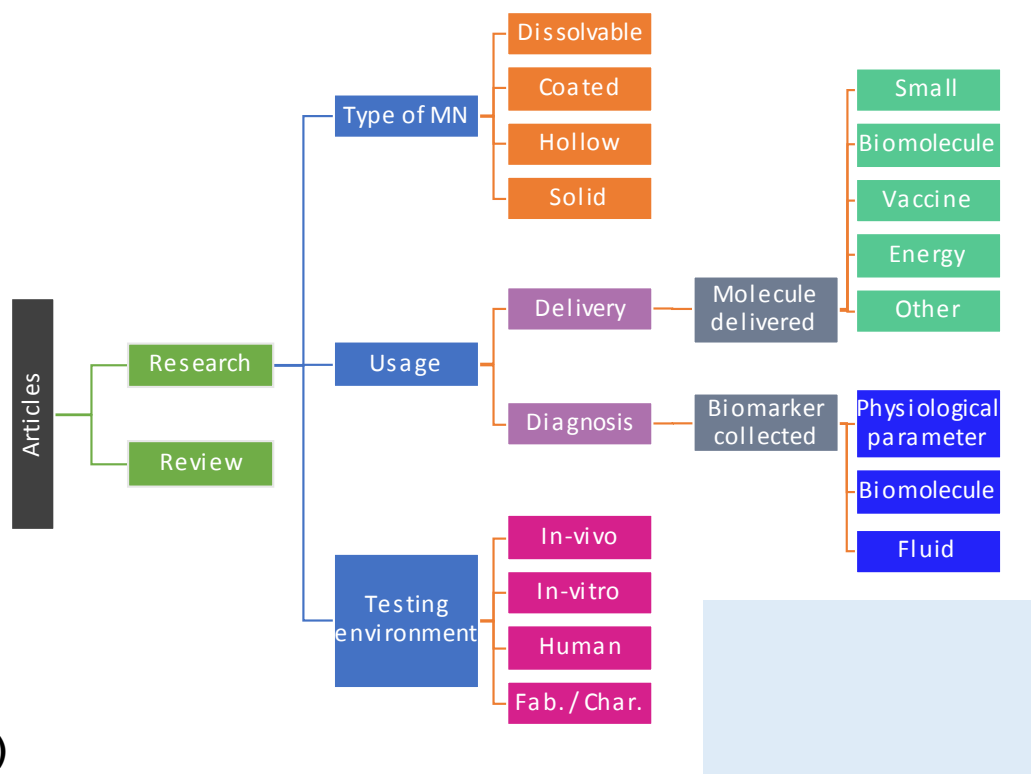 Articles
Research
Review
Type of MN
Usage
Testing
environment
Dissolvable
Coated
Hollow
Solid
Delivery
Diagnosis
In-vivo
In-vitro
Human
Fab. / Char.
Molecule
delivered
Biomarker
collected
Small
Biomolecule
Vaccine
Energy
Other
Physiological
parameter
Biomolecule
Fluid
)